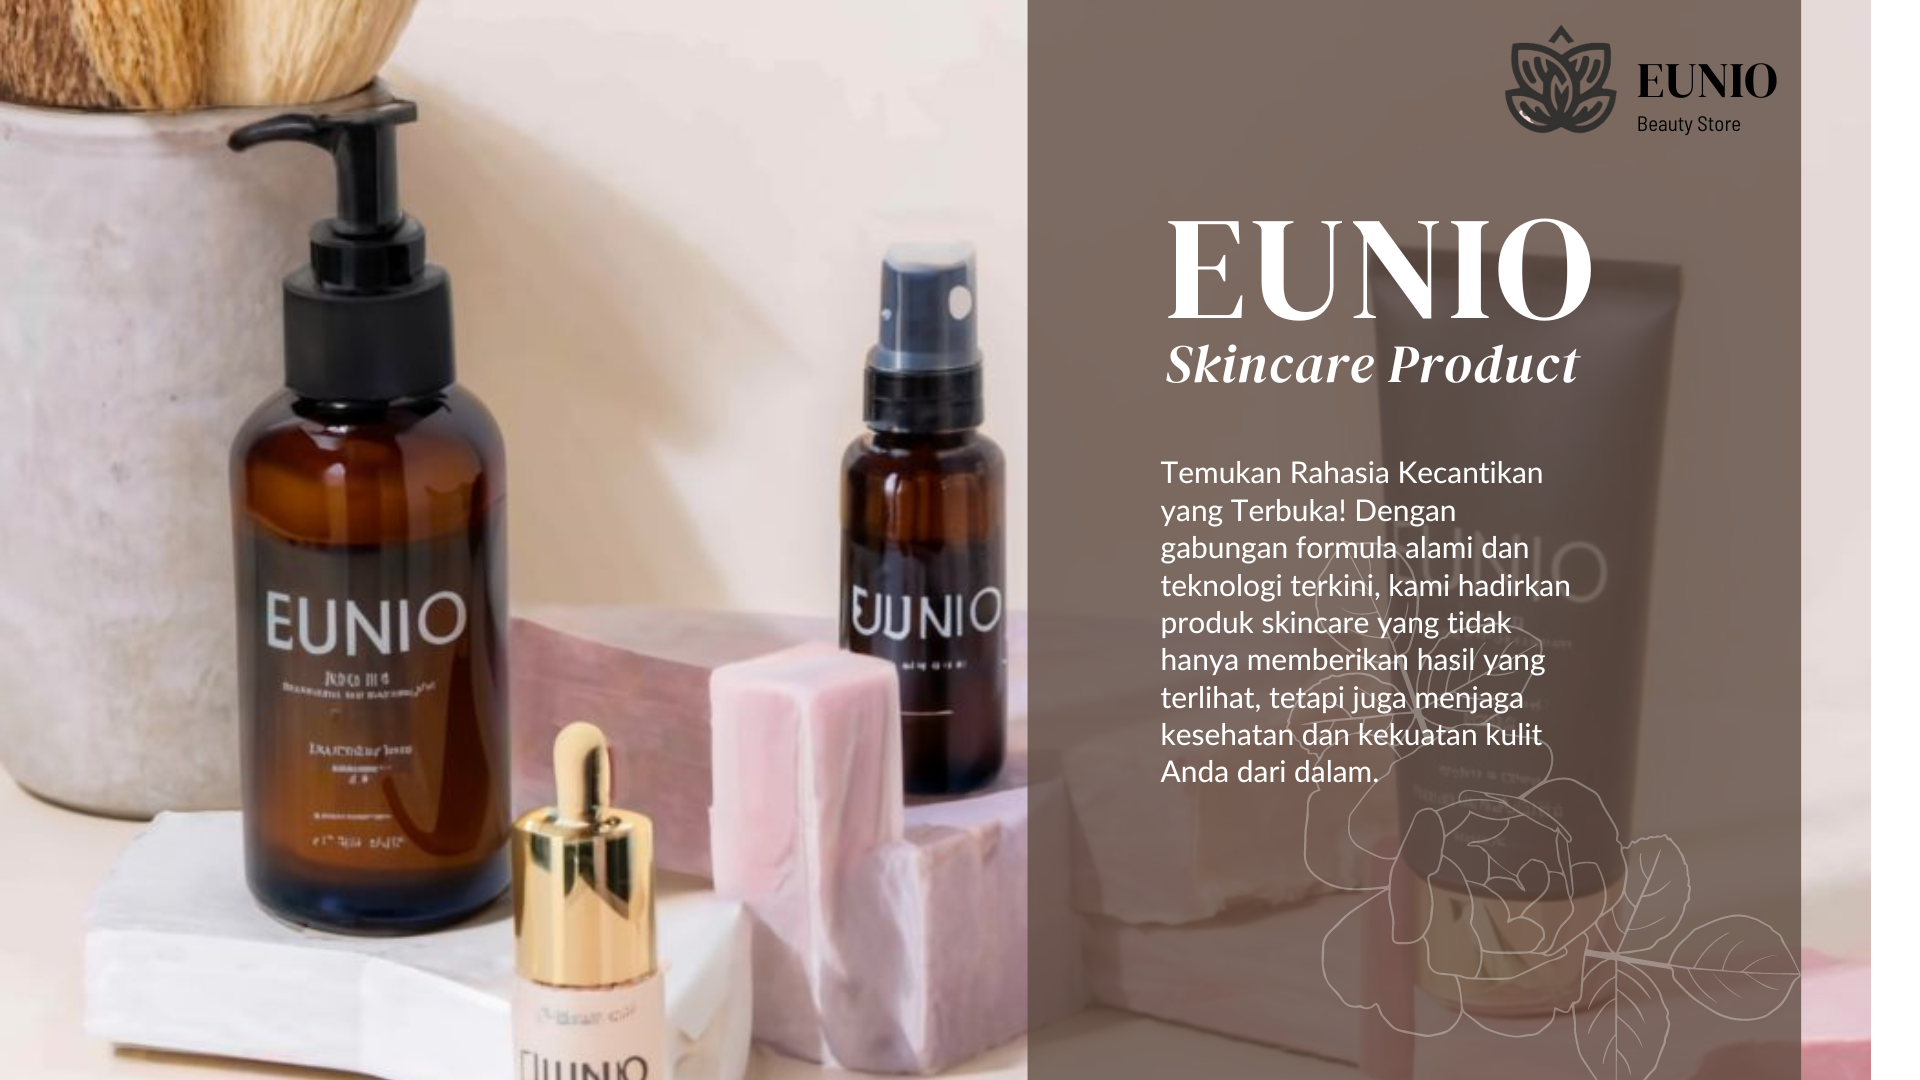 EUNIO
Beauty Store
EUNIO
Skincare Product
Temukan Rahasia Kecantikan
yang Terbuka! Dengan
gabungan formula alami dan
teknologi terkini, kami hadirkan
produk skincare yang tidak
hanya memberikan hasil yang
terlihat, tetapi juga menjaga
kesehatan dan kekuatan kulit
Anda dari dalam.
EUNIO
EUUNIO
EUNIO